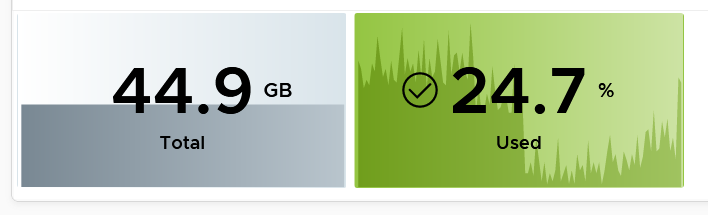 44.9 GB
Total
24.7 %
Used